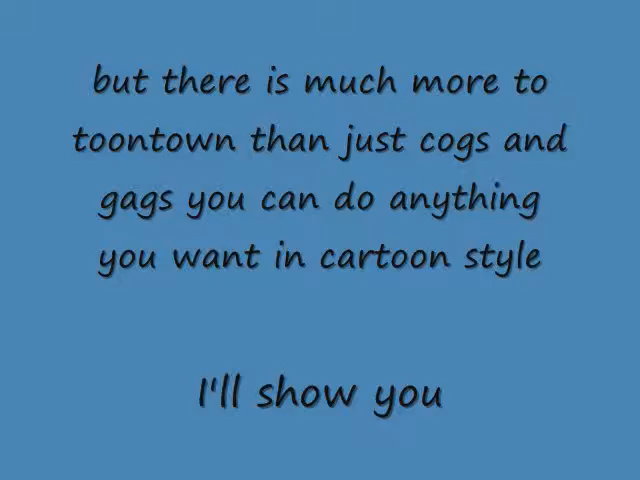 but there is much more to
toontown than just cogs and
gags you can do anything
you want in cartoon style
I'll show you